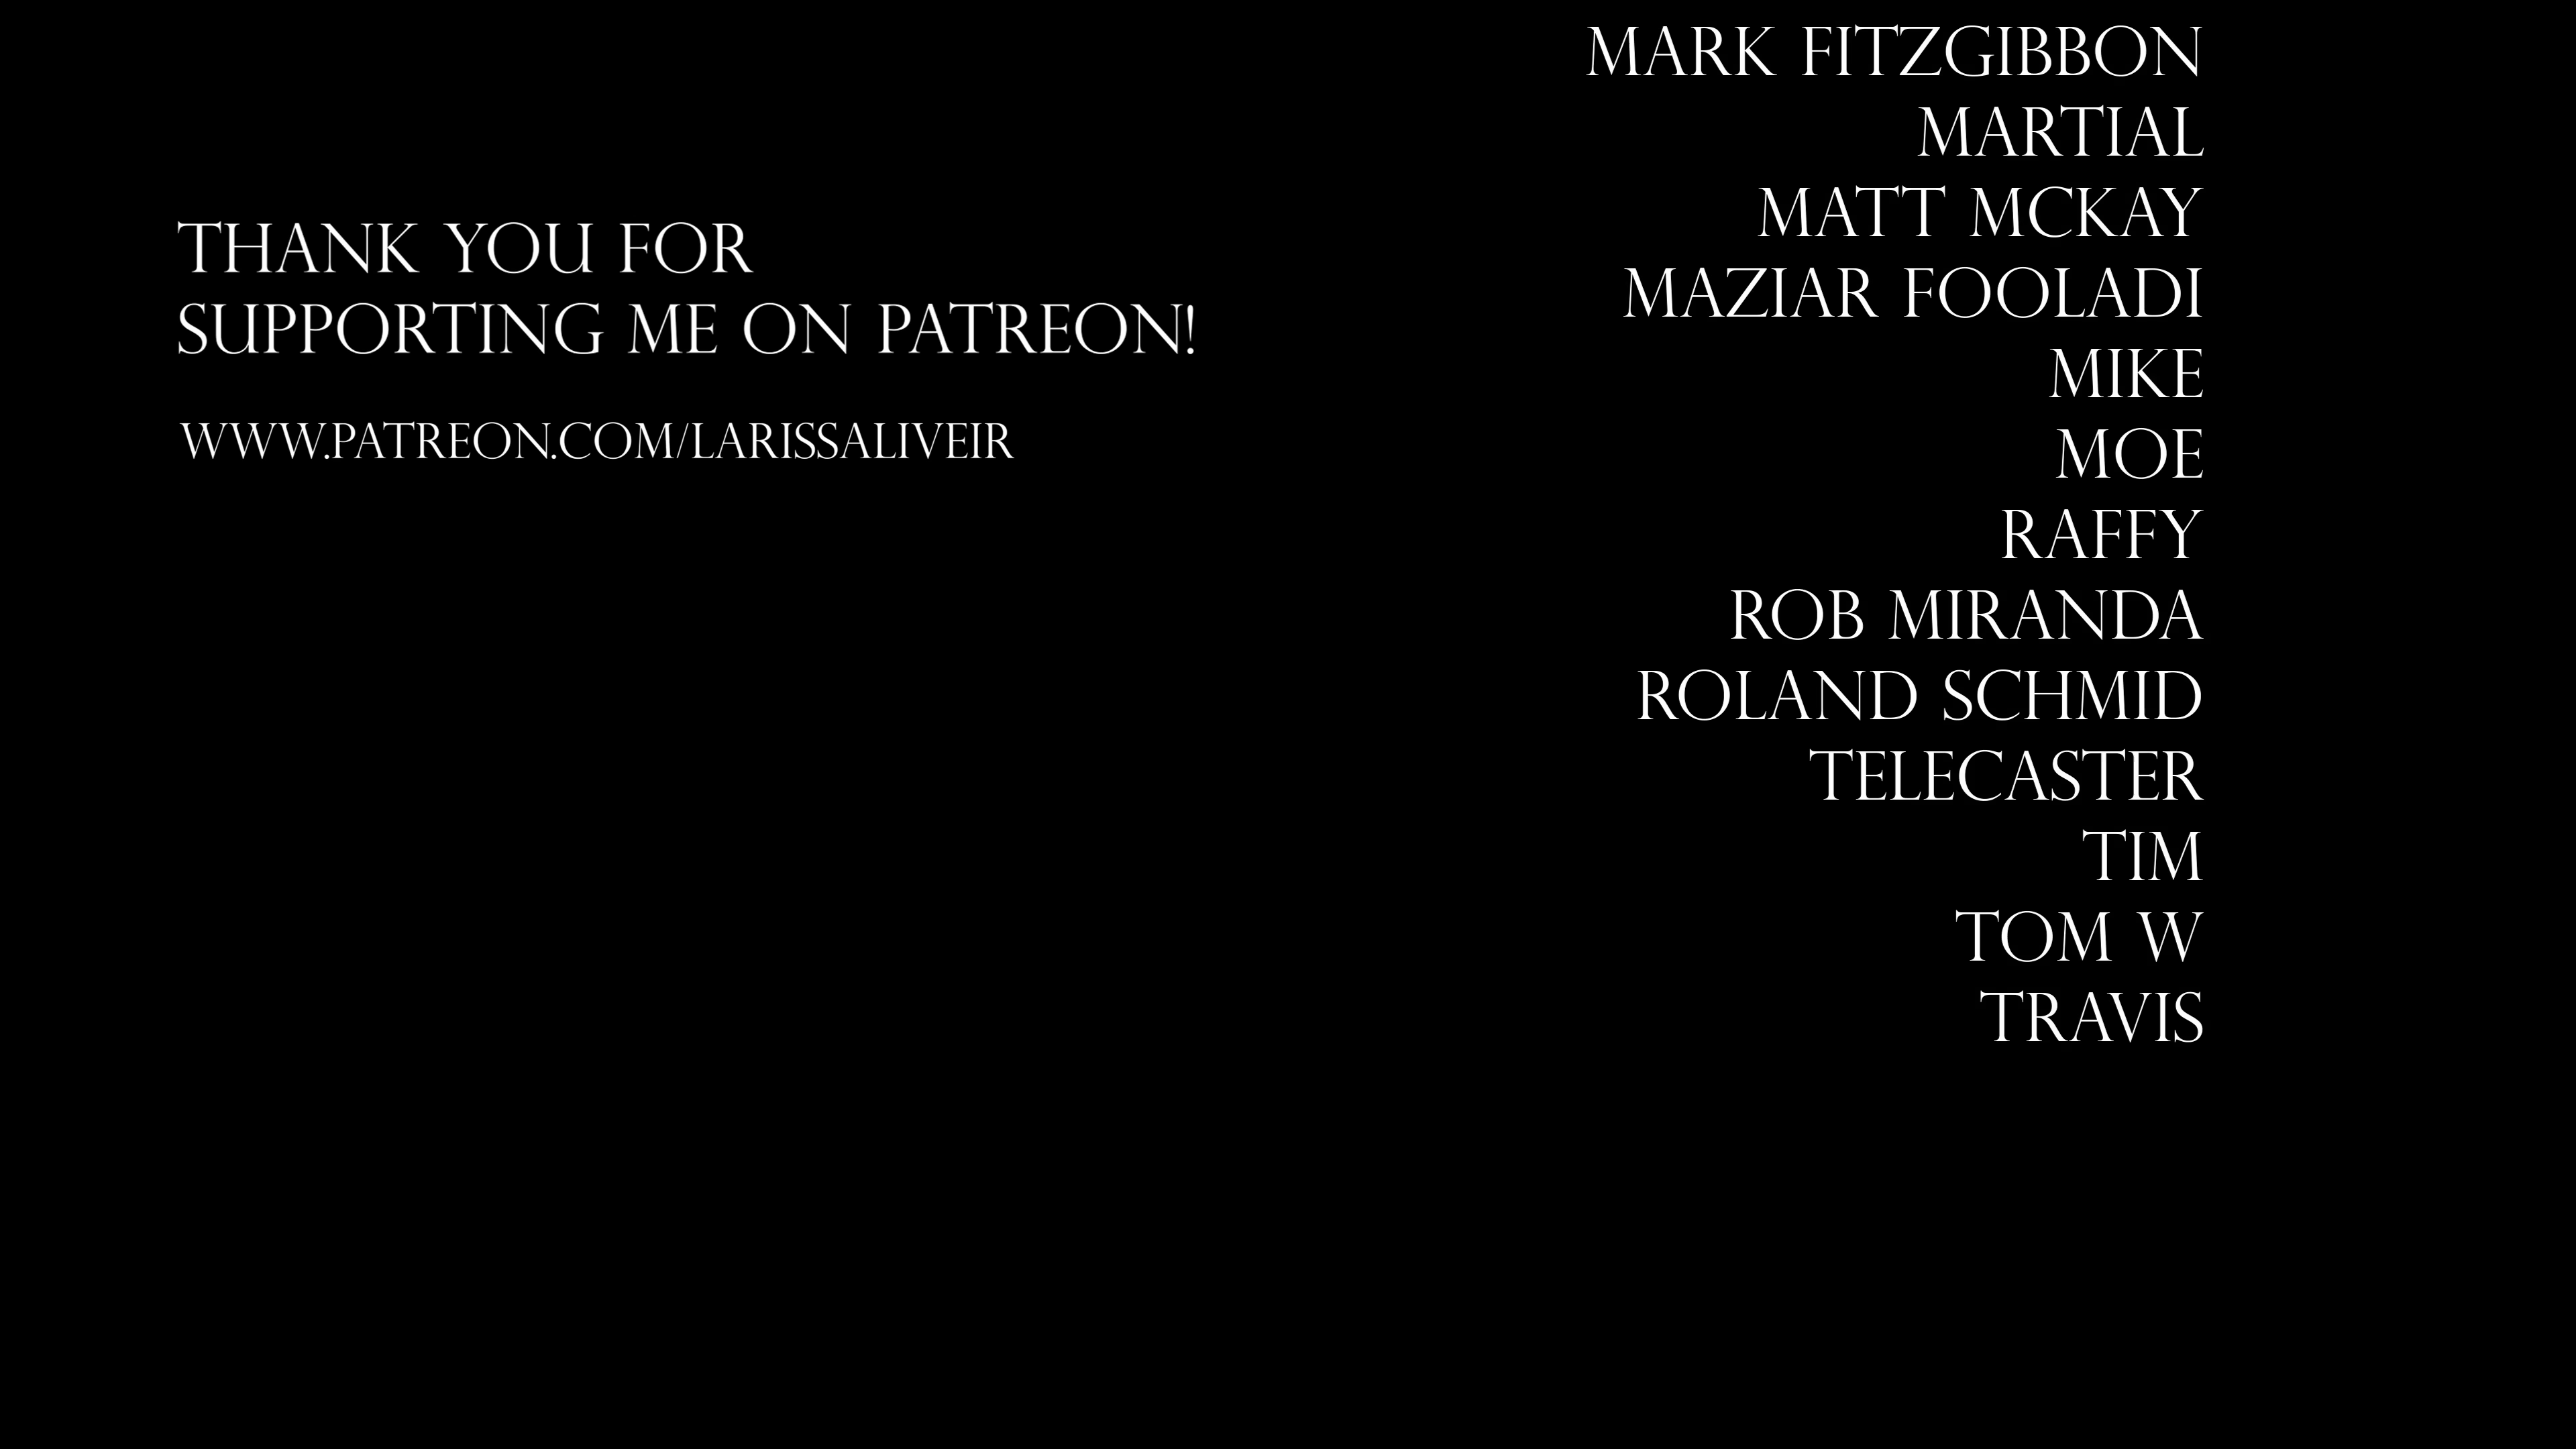 THANK YOU FOR
SUPPORTING ME ON PATREON!
WWW.PATREON.COM/LARISSALIVEIR
MARK FITZGIBBON
MARTIAL
MATT MCKAY
MAZIAR FOOLADI
MIKE
MOE
RAFFY
ROB MIRANDA
ROLAND SCHMID
TELECASTER
TIM
TOM W
TRAVIS